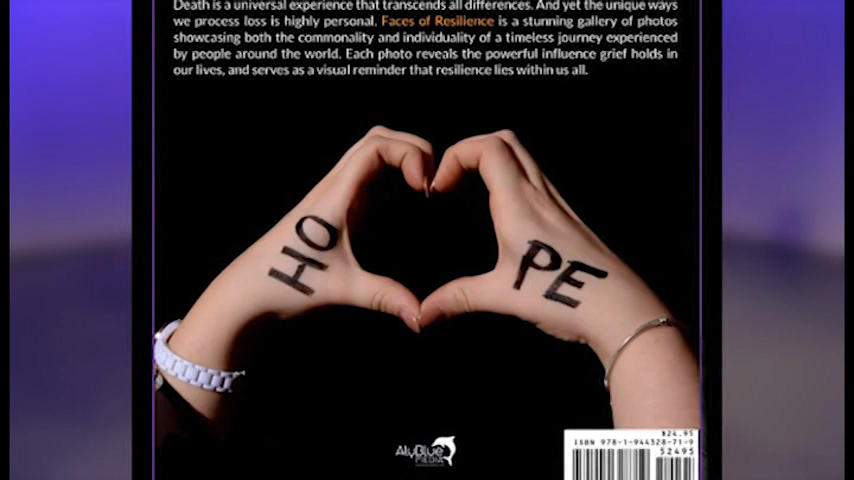 Death is a universal experience that transcends all differences. And yet the unique ways
we process loss is highly personal. Faces of Resilience is a stunning gallery of photos
showcasing both the commonality and individuality of a timeless journey experienced
by people around the world. Each photo reveals the powerful influence grief holds in
our lives, and serves as a visual reminder that resilience lies within us all.
HO PE
AlyBlue
MEDIA
$24.95
ISBN 978-1-944328-71-9
52495